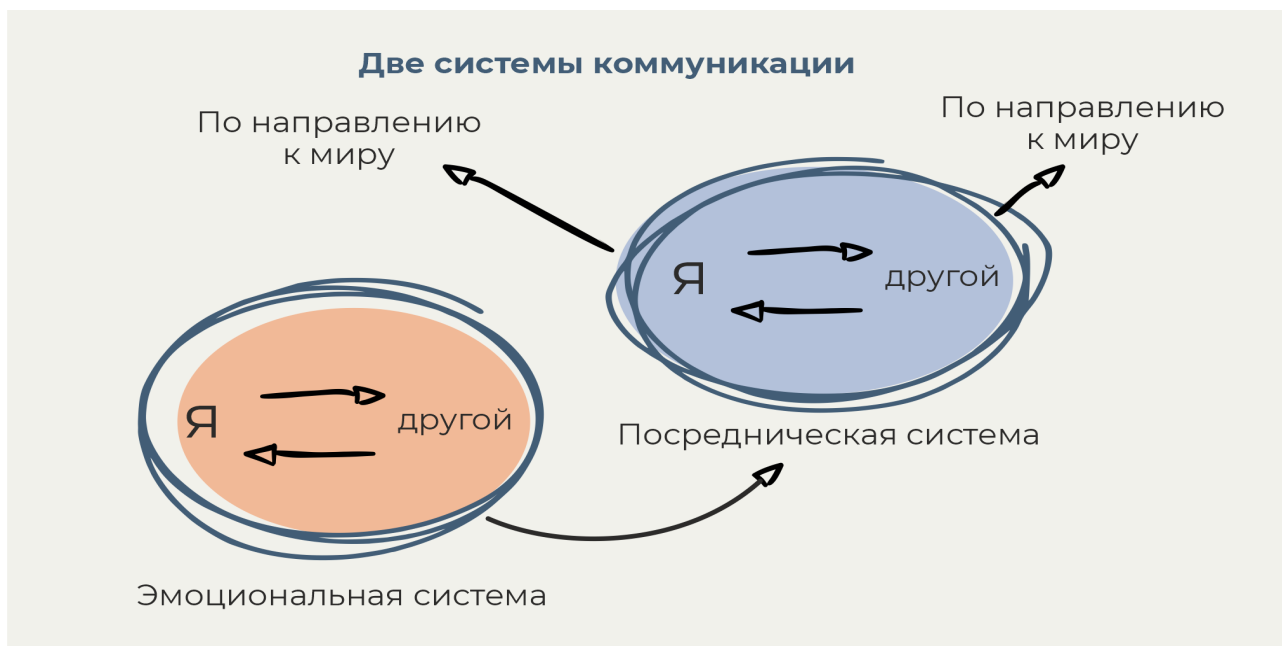 Две системы коммуникации
По направлению
к миру
По направлению
к миру
Я
другой
Посредническая система
Я
другой
Эмоциональная система